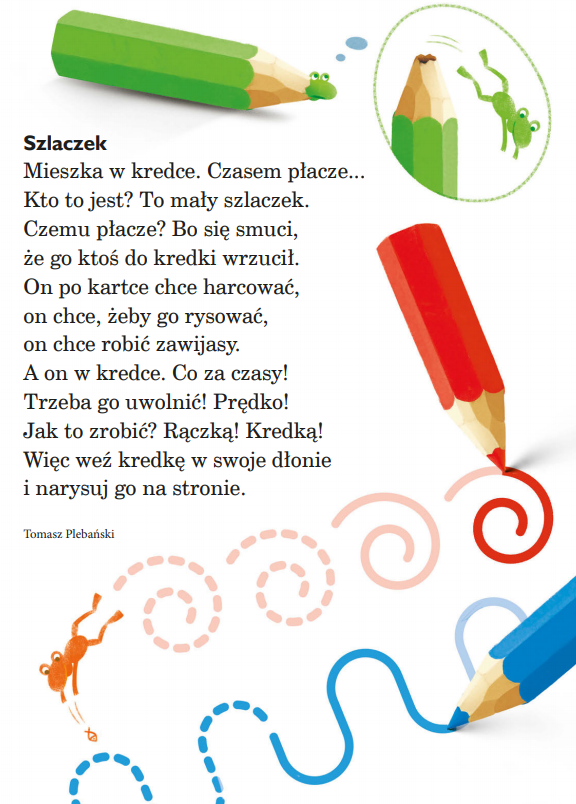 Szlaczek
Mieszka w kredce. Czasem płacze...
Kto to jest? To mały szlaczek.
Czemu płacze? Bo się smuci,
że go ktoś do kredki wrzucił.
On po kartce chce harcować,
on chce, żeby go rysować,
on chce robić zawijasy.
A on w kredce. Co za czasy!
Trzeba go uwolnić! Prędko!
Jak to zrobić? Rączką! Kredką!
Więc weź kredkę w swoje dłonie
i narysuj go na stronie.
Tomasz Plebański